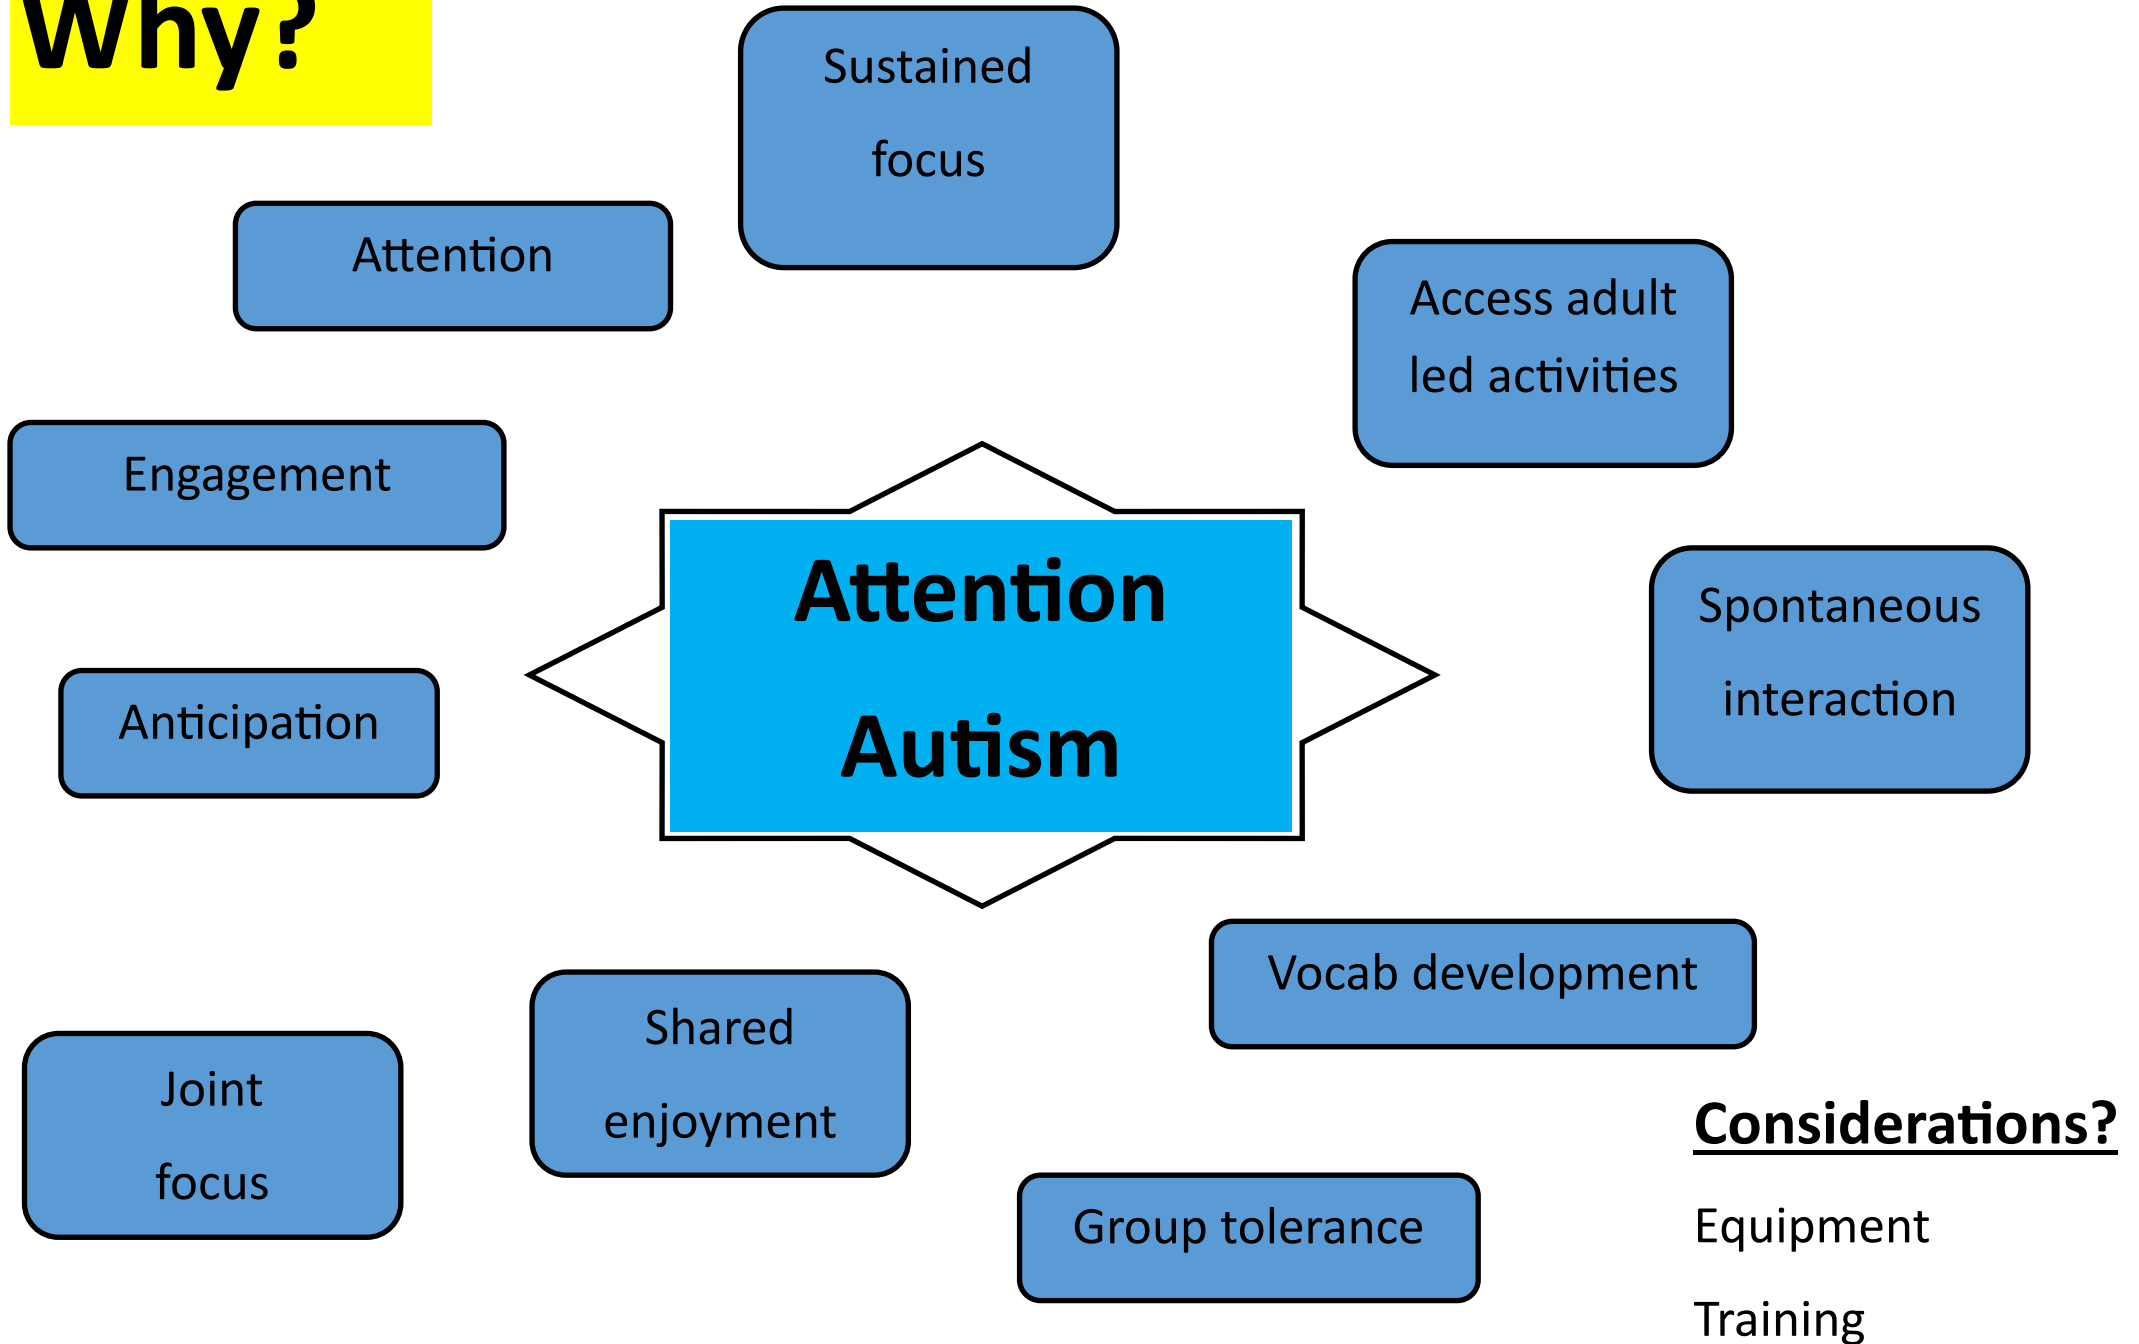 Why?
Sustained
focus
Attention
Access adult
led activities
Engagement
Attention
Autism
Spontaneous
interaction
Anticipation
Vocab development
Shared
enjoyment
Joint
focus
Group tolerance
Considerations?
Equipment
Training